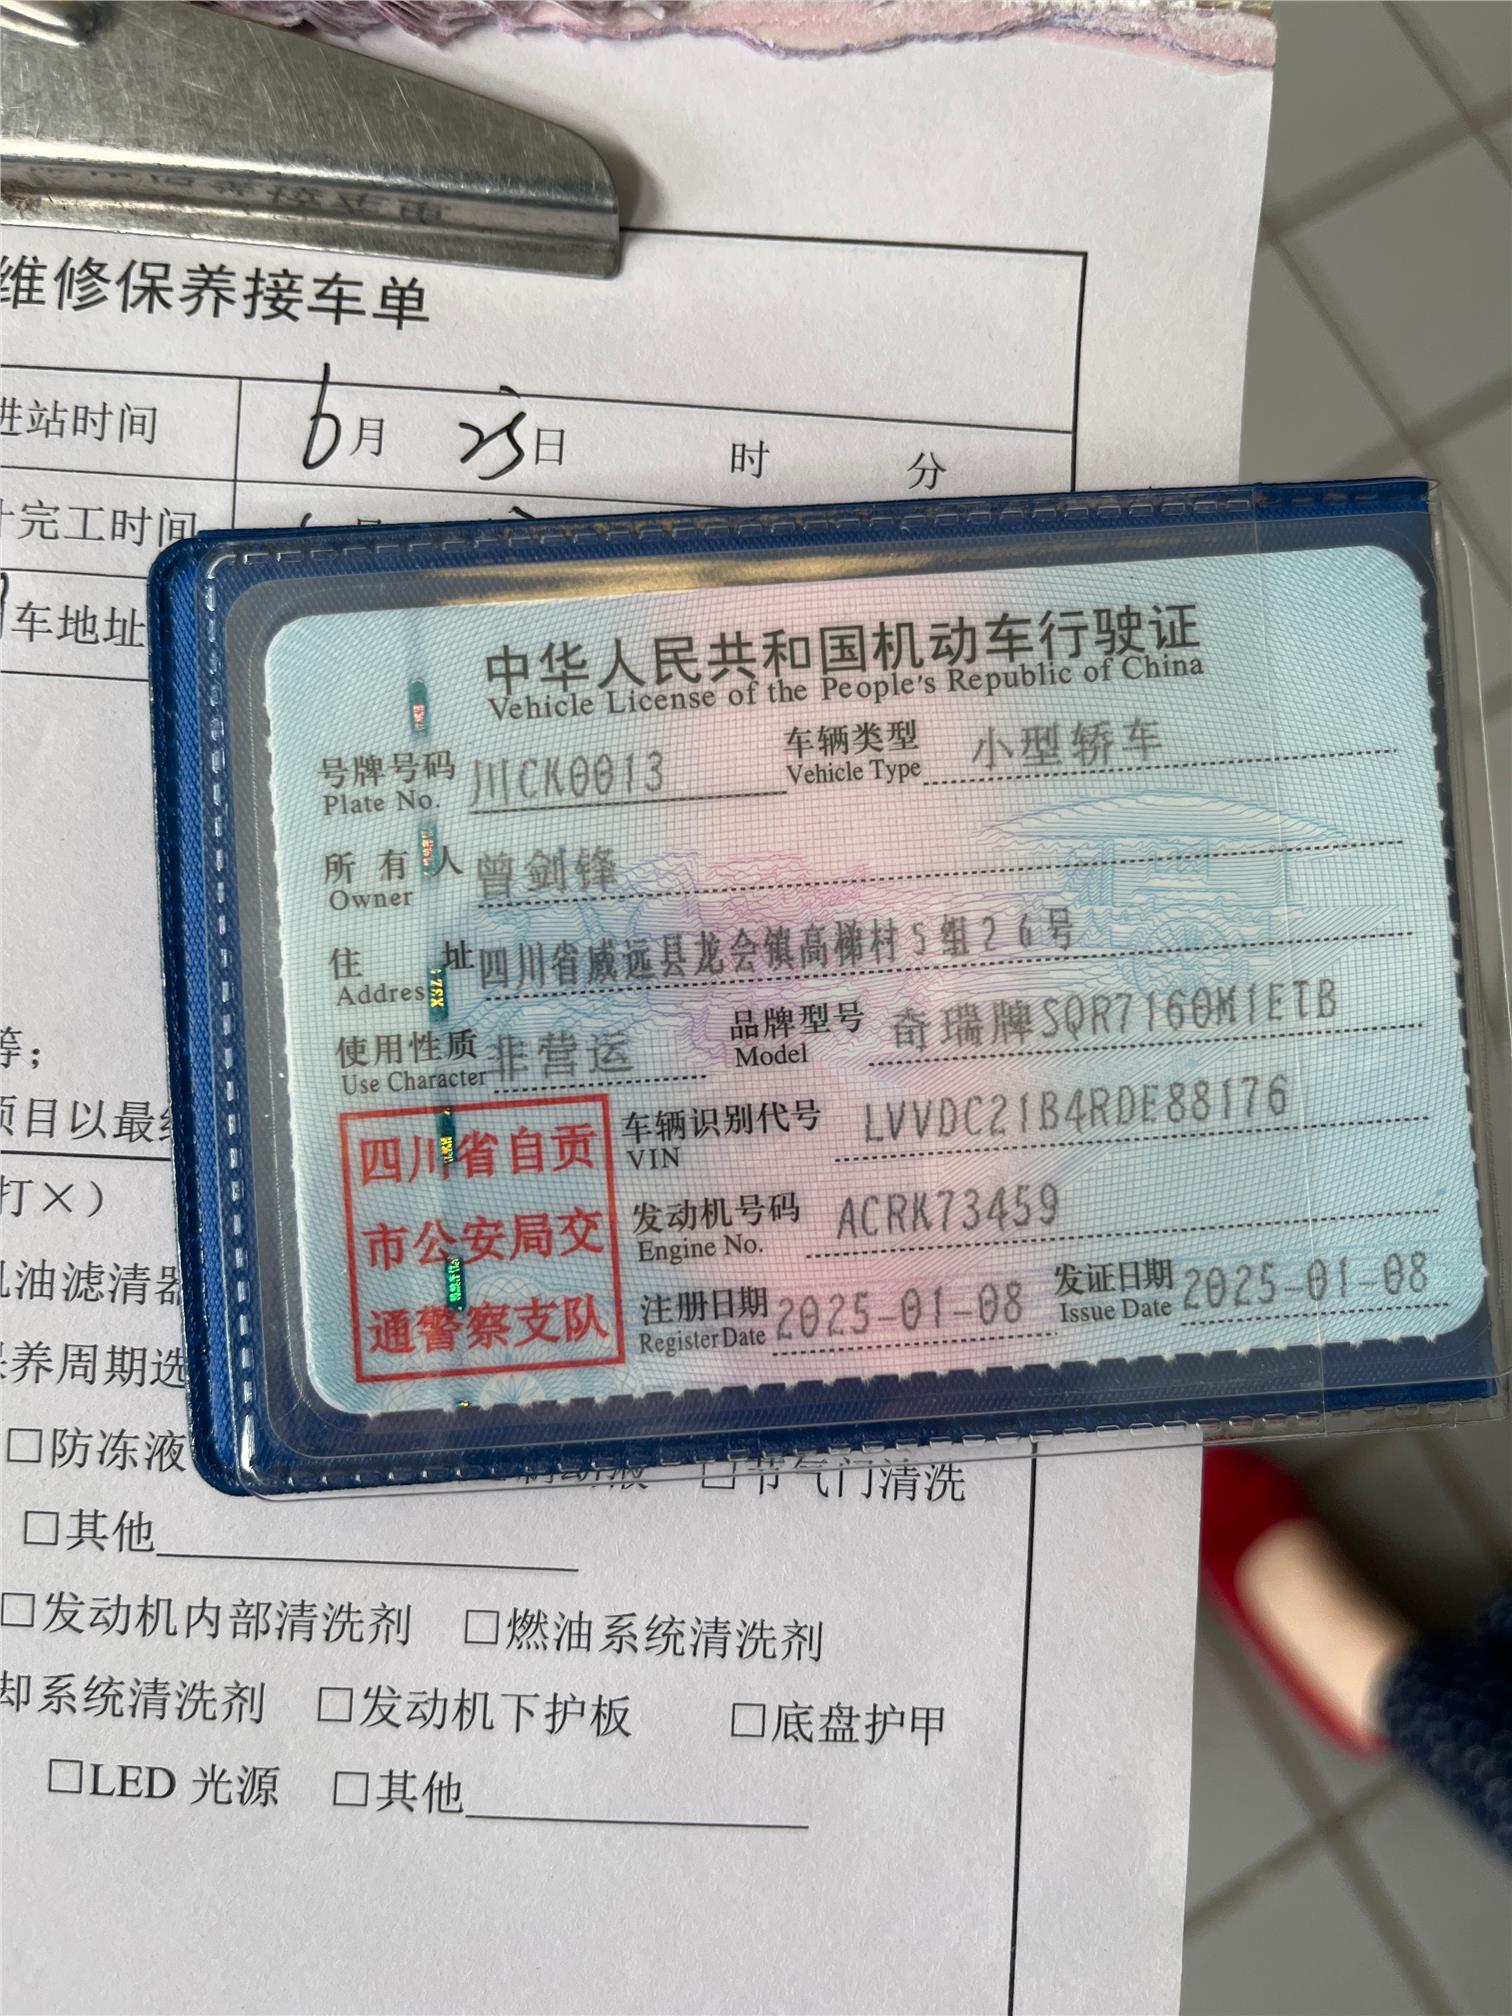 维修保养接车单
进站时间 6月 25日 时 分
完工时间
车地址
中华人民共和国机动车行驶证
Vehicle License of the People's Republic of China
号牌号码 川CK0013 车辆类型 小型轿车
Plate No. Vehicle Type
所有人 曾剑锋
Owner
住址 四川省威远县龙会镇高梯村5组26号
Address
使用性质 非营运 品牌型号 奇瑞牌SQR7160M1ETB
Use Character Model
四川省自贡
市公安局交
通警察支队
车辆识别代号 LVVDC21B4RDE88176
VIN
发动机号码 ACRK73459
Engine No.
注册日期 2025-01-08 发证日期 2025-01-08
Register Date Issue Date
等；
项目以最
打×）
油滤清器
养周期选
□防冻液 □节气门清洗
□其他
□发动机内部清洗剂 □燃油系统清洗剂
却系统清洗剂 □发动机下护板 □底盘护甲
□LED 光源 □其他